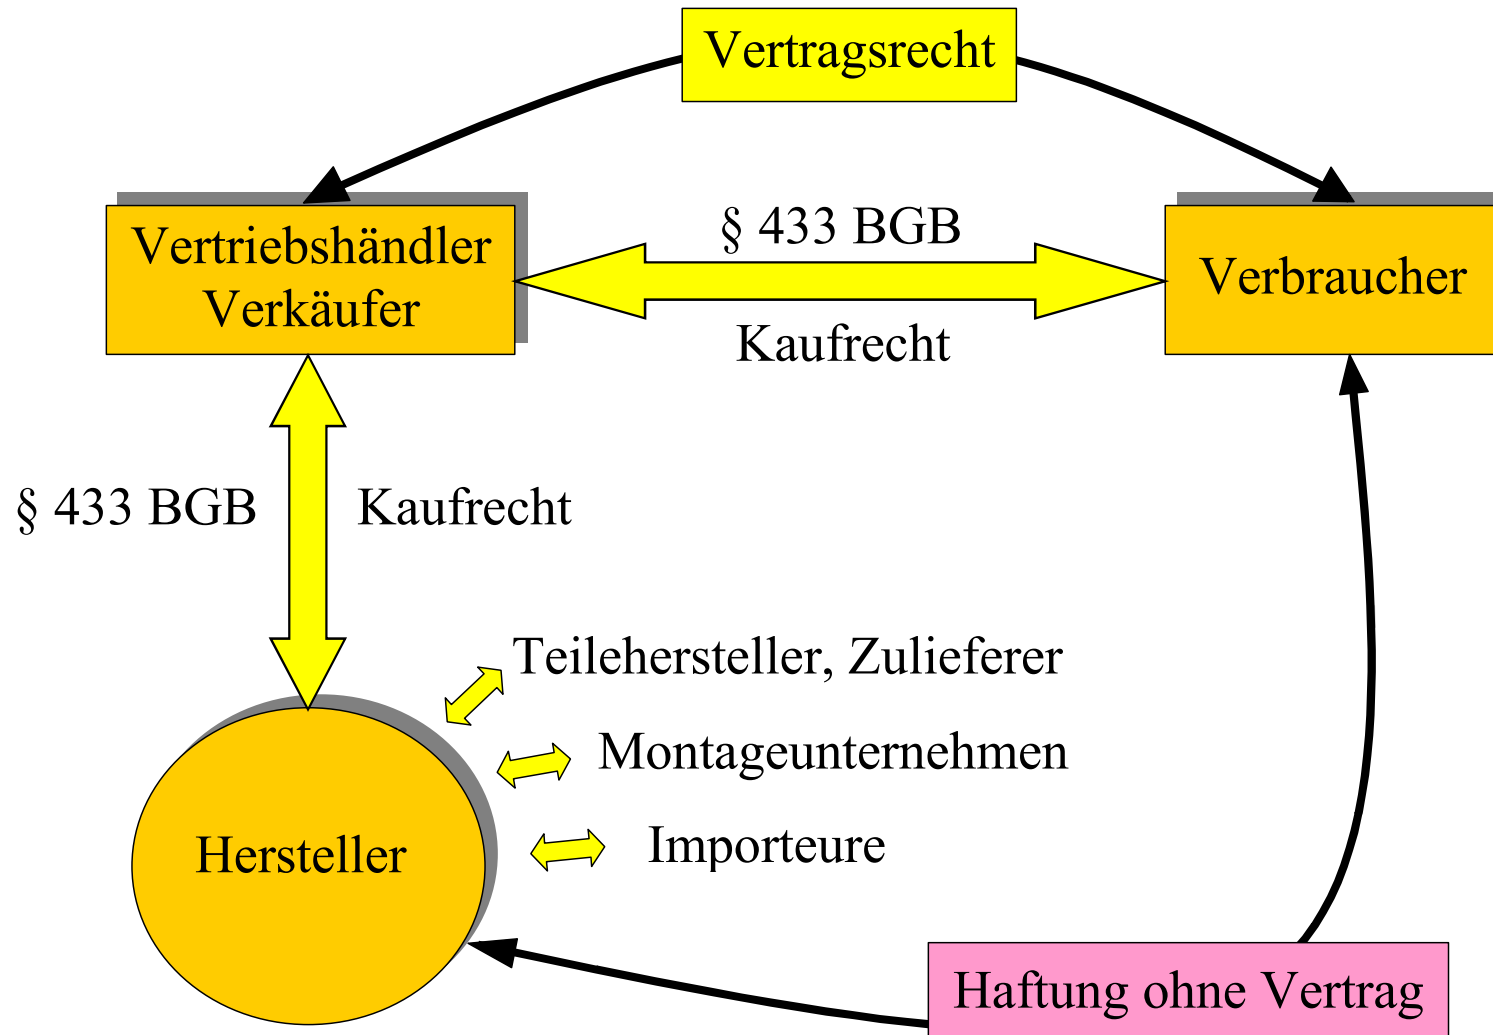 Vertragsrecht
Vertriebshändler
Verkäufer
§ 433 BGB
Kaufrecht
Verbraucher
§ 433 BGB
Kaufrecht
Teilehersteller, Zulieferer
Montageunternehmen
Importeure
Hersteller
Haftung ohne Vertrag